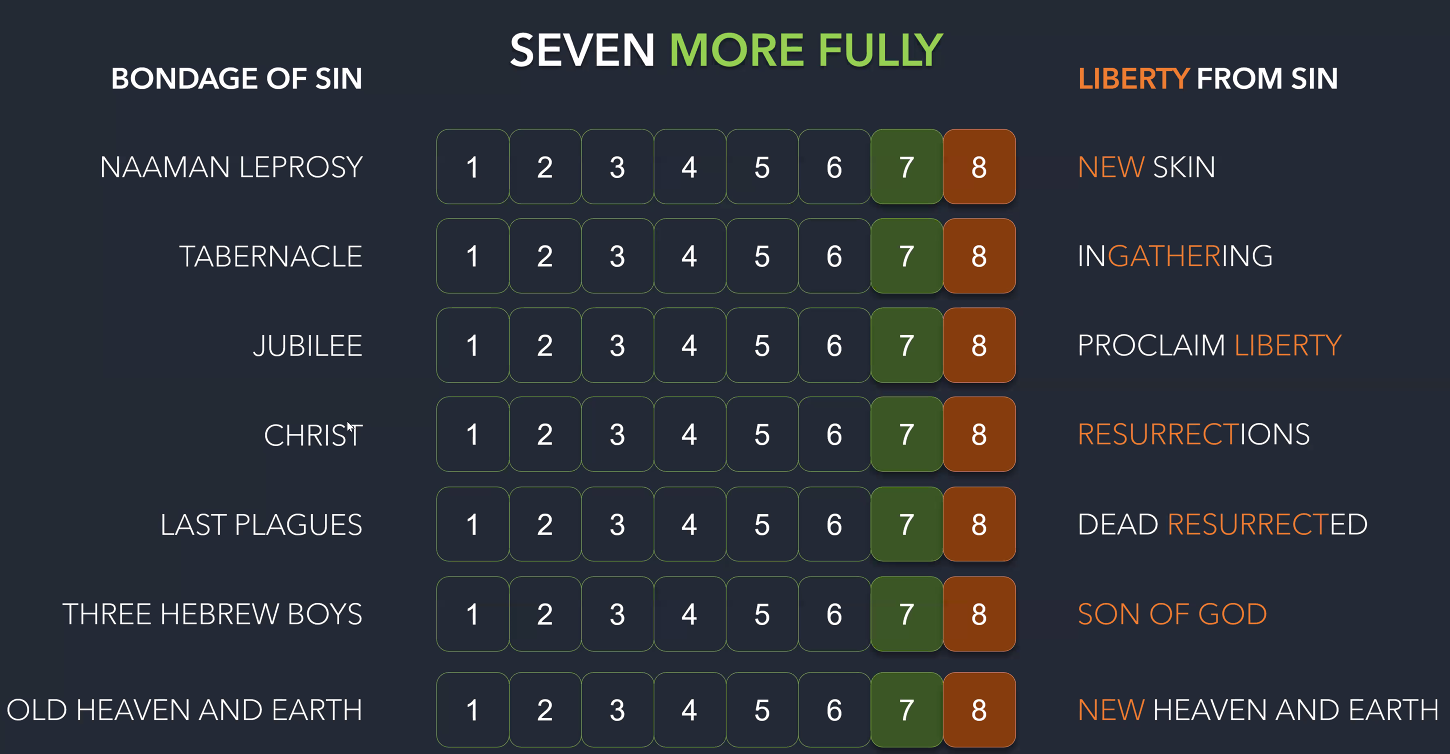 SEVEN MORE FULLY
BONDAGE OF SIN LIBERTY FROM SIN
NAAMAN LEPROSY 1 2 3 4 5 6 7 8 NEW SKIN
TABERNACLE 1 2 3 4 5 6 7 8 INGATHERING
JUBILEE 1 2 3 4 5 6 7 8 PROCLAIM LIBERTY
CHRIST 1 2 3 4 5 6 7 8 RESURRECTIONS
LAST PLAGUES 1 2 3 4 5 6 7 8 DEAD RESURRECTED
THREE HEBREW BOYS 1 2 3 4 5 6 7 8 SON OF GOD
OLD HEAVEN AND EARTH 1 2 3 4 5 6 7 8 NEW HEAVEN AND EARTH